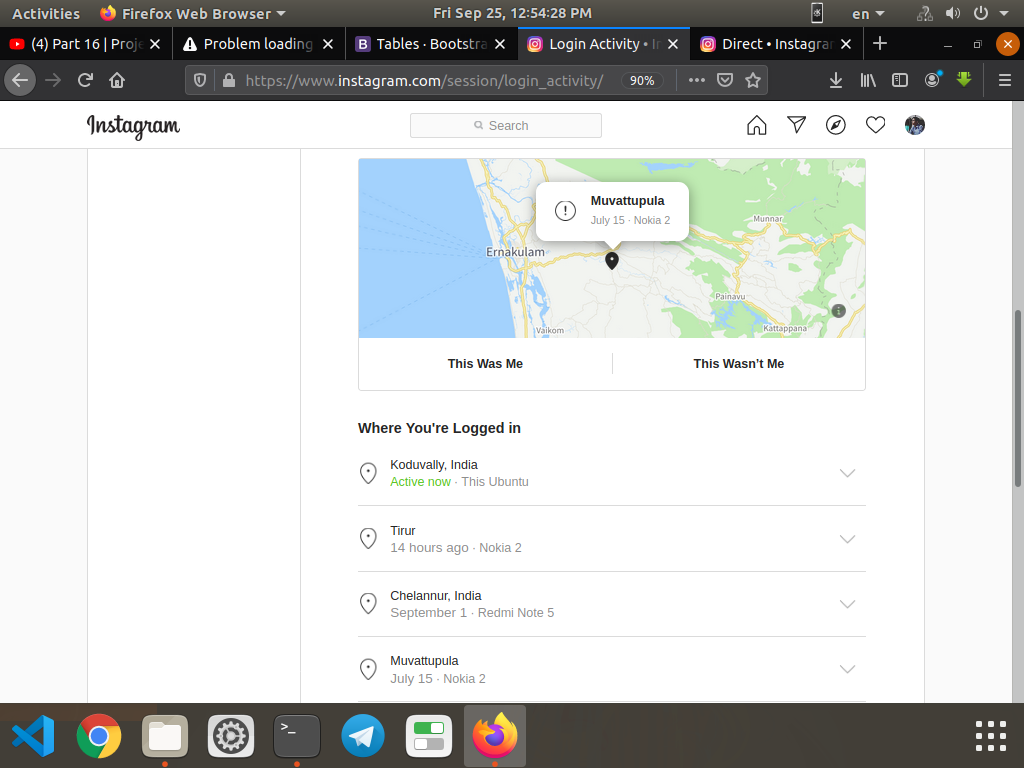 Activities Firefox Web Browser Fri Sep 25, 12:54:28 PM en
(4) Part 16 | Proje Problem loading Tables · Bootstra Login Activity • In Direct • Instagram
https://www.instagram.com/session/login_activity/ 90%
Instagram Search
Muvattupula
July 15 · Nokia 2
Munnar
Ernakulam
Painavu
Vaikom
Kattappana
This Was Me This Wasn't Me
Where You're Logged in
Koduvally, India
Active now · This Ubuntu
Tirur
14 hours ago · Nokia 2
Chelannur, India
September 1 · Redmi Note 5
Muvattupula
July 15 · Nokia 2